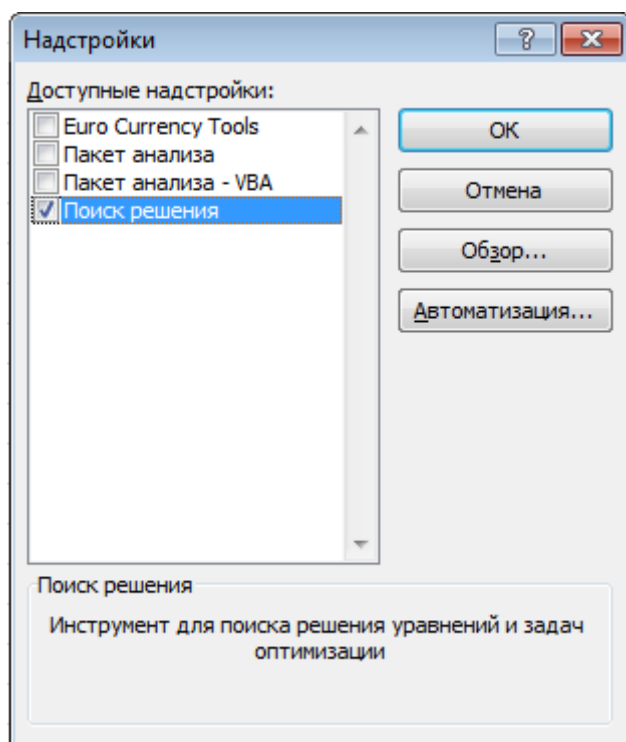 Надстройки
Доступные надстройки:
Euro Currency Tools
Пакет анализа
Пакет анализа - VBA
Поиск решения
ОК
Отмена
Обзор...
Автоматизация...
Поиск решения
Инструмент для поиска решения уравнений и задач
оптимизации